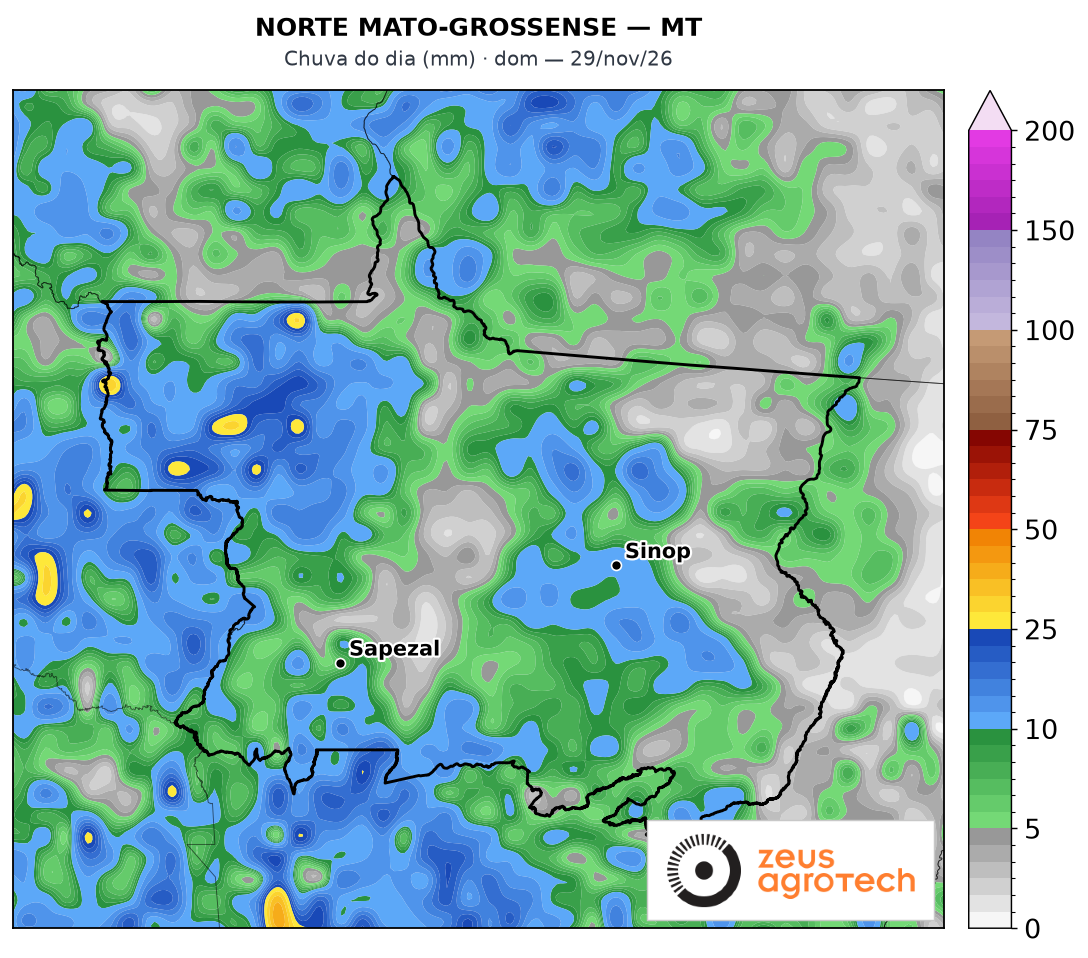 NORTE MATO-GROSSENSE — MT
Chuva do dia (mm) · dom — 29/nov/26
200
150
100
75
50
25
10
5
0
Sinop
Sapezal
zeus
agrotech